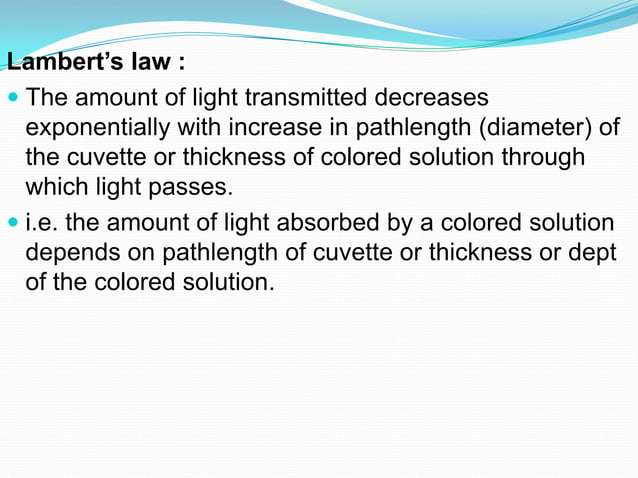 Lambert’s law :
• The amount of light transmitted decreases
exponentially with increase in pathlength (diameter) of
the cuvette or thickness of colored solution through
which light passes.
• i.e. the amount of light absorbed by a colored solution
depends on pathlength of cuvette or thickness or dept
of the colored solution.